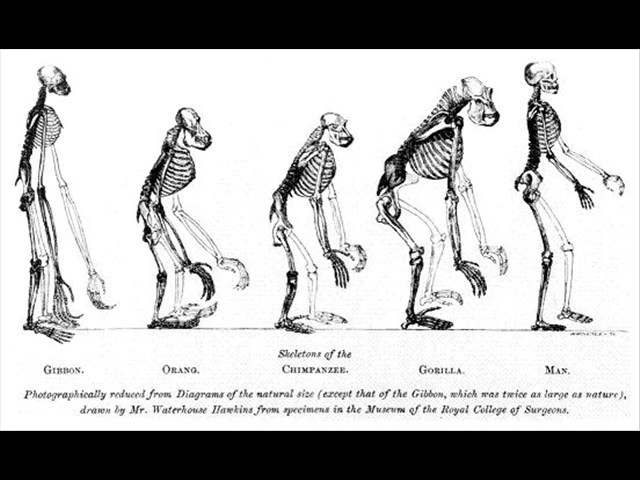 Skeletons of the
GIBBON. ORANG. CHIMPANZEE. GORILLA. MAN.
Photographically reduced from Diagrams of the natural size (except that of the Gibbon, which was twice as large as nature),
drawn by Mr. Waterhouse Hawkins from specimens in the Museum of the Royal College of Surgeons.